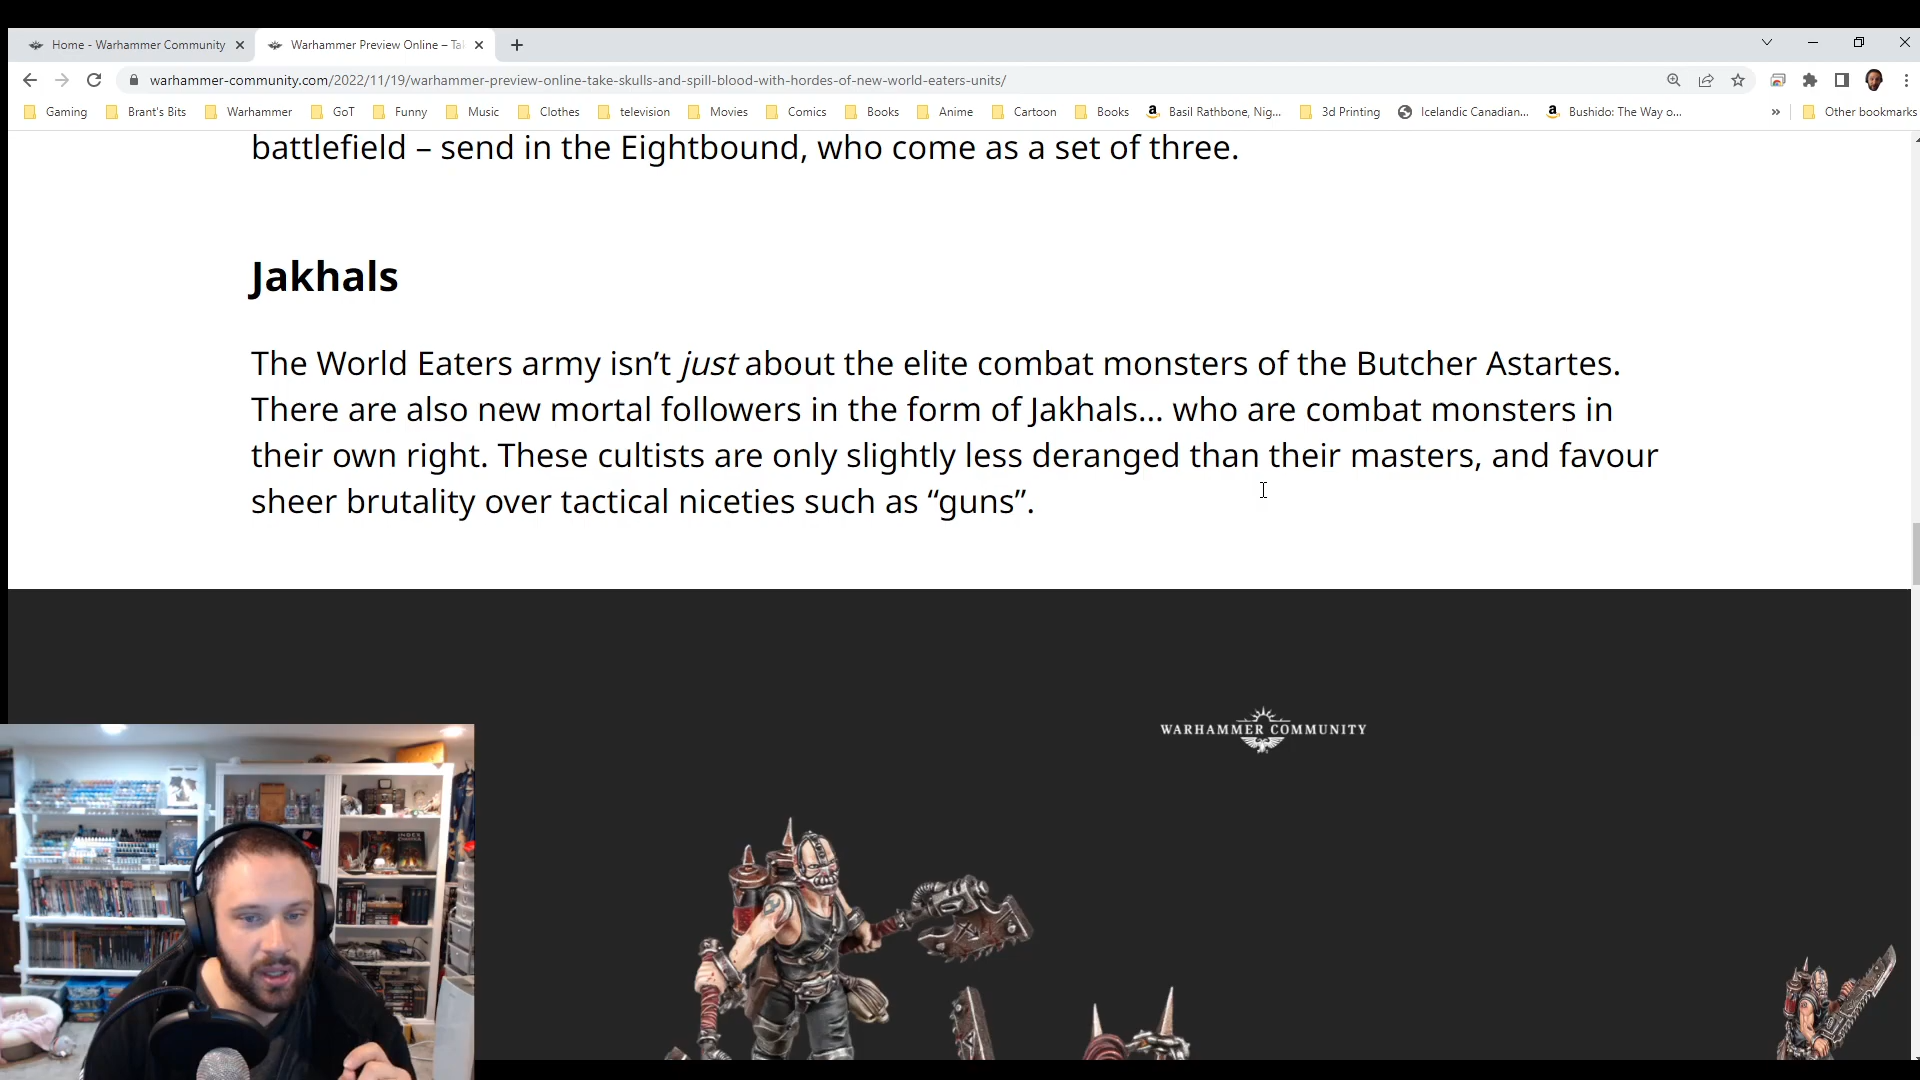 Home - Warhammer Community
Warhammer Preview Online – Ta
warhammer-community.com/2022/11/19/warhammer-preview-online-take-skulls-and-spill-blood-with-hordes-of-new-world-eaters-units/
Gaming Brant's Bits Warhammer GoT Funny Music Clothes television Movies Comics Books Anime Cartoon Books Basil Rathbone, Nig... 3d Printing Icelandic Canadian... Bushido: The Way o... » Other bookmarks
battlefield – send in the Eightbound, who come as a set of three.
Jakhals
The World Eaters army isn’t just about the elite combat monsters of the Butcher Astartes.
There are also new mortal followers in the form of Jakhals… who are combat monsters in
their own right. These cultists are only slightly less deranged than their masters, and favour
sheer brutality over tactical niceties such as “guns”.
WARHAMMER COMMUNITY